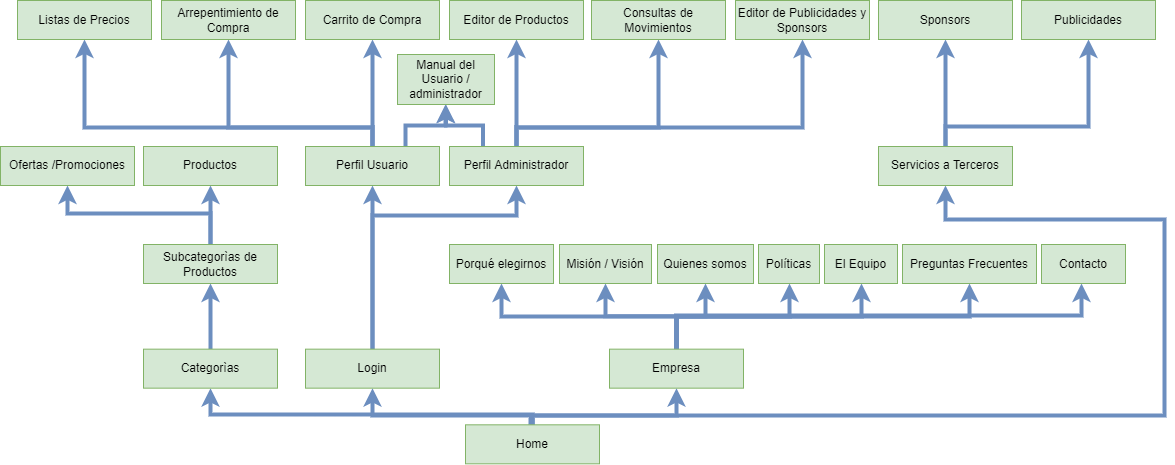 Listas de Precios
Arrepentimiento de
Compra
Carrito de Compra
Editor de Productos
Consultas de
Movimientos
Editor de Publicidades y
Sponsors
Sponsors
Publicidades
Manual del
Usuario /
administrador
Ofertas /Promociones
Productos
Perfil Usuario
Perfil Administrador
Servicios a Terceros
Subcategorìas de
Productos
Porqué elegirnos
Misión / Visión
Quienes somos
Políticas
El Equipo
Preguntas Frecuentes
Contacto
Categorìas
Login
Empresa
Home